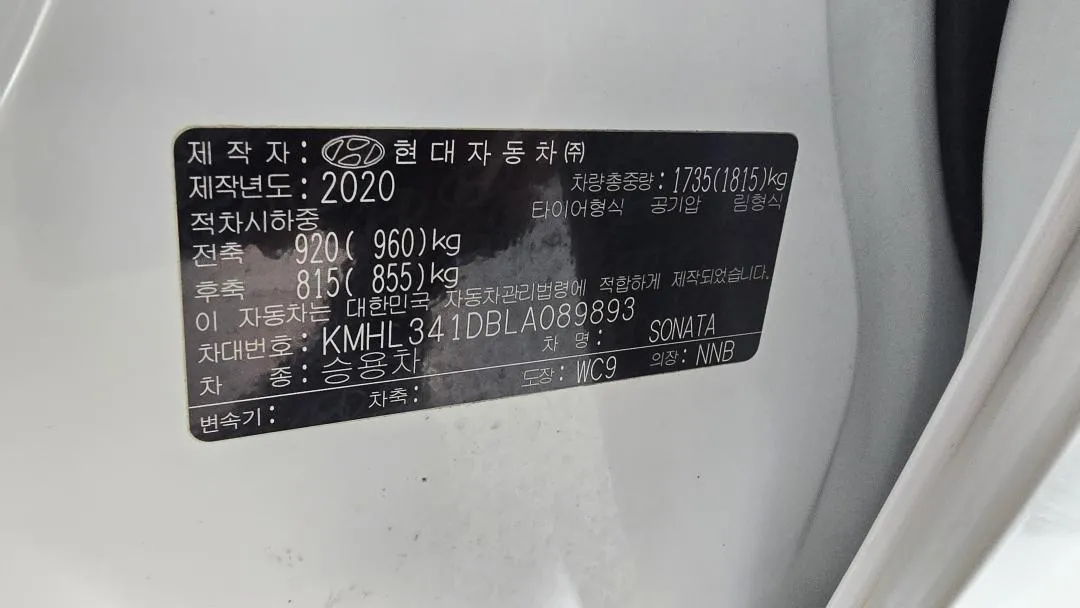 제 작 자 : 현대자동차㈜
제작년도 : 2020 차량총중량 : 1735(1815)kg
적차시하중 타이어형식 공기압 림형식
전축 920( 960)kg
후축 815( 855)kg
이 자동차는 대한민국 자동차관리법령에 적합하게 제작되었습니다.
차대번호 : KMHL341DBLA089893
차 종 : 승용차 차 명 : SONATA
변속기 : 차축 : 도장 : WC9 의장 : NNB